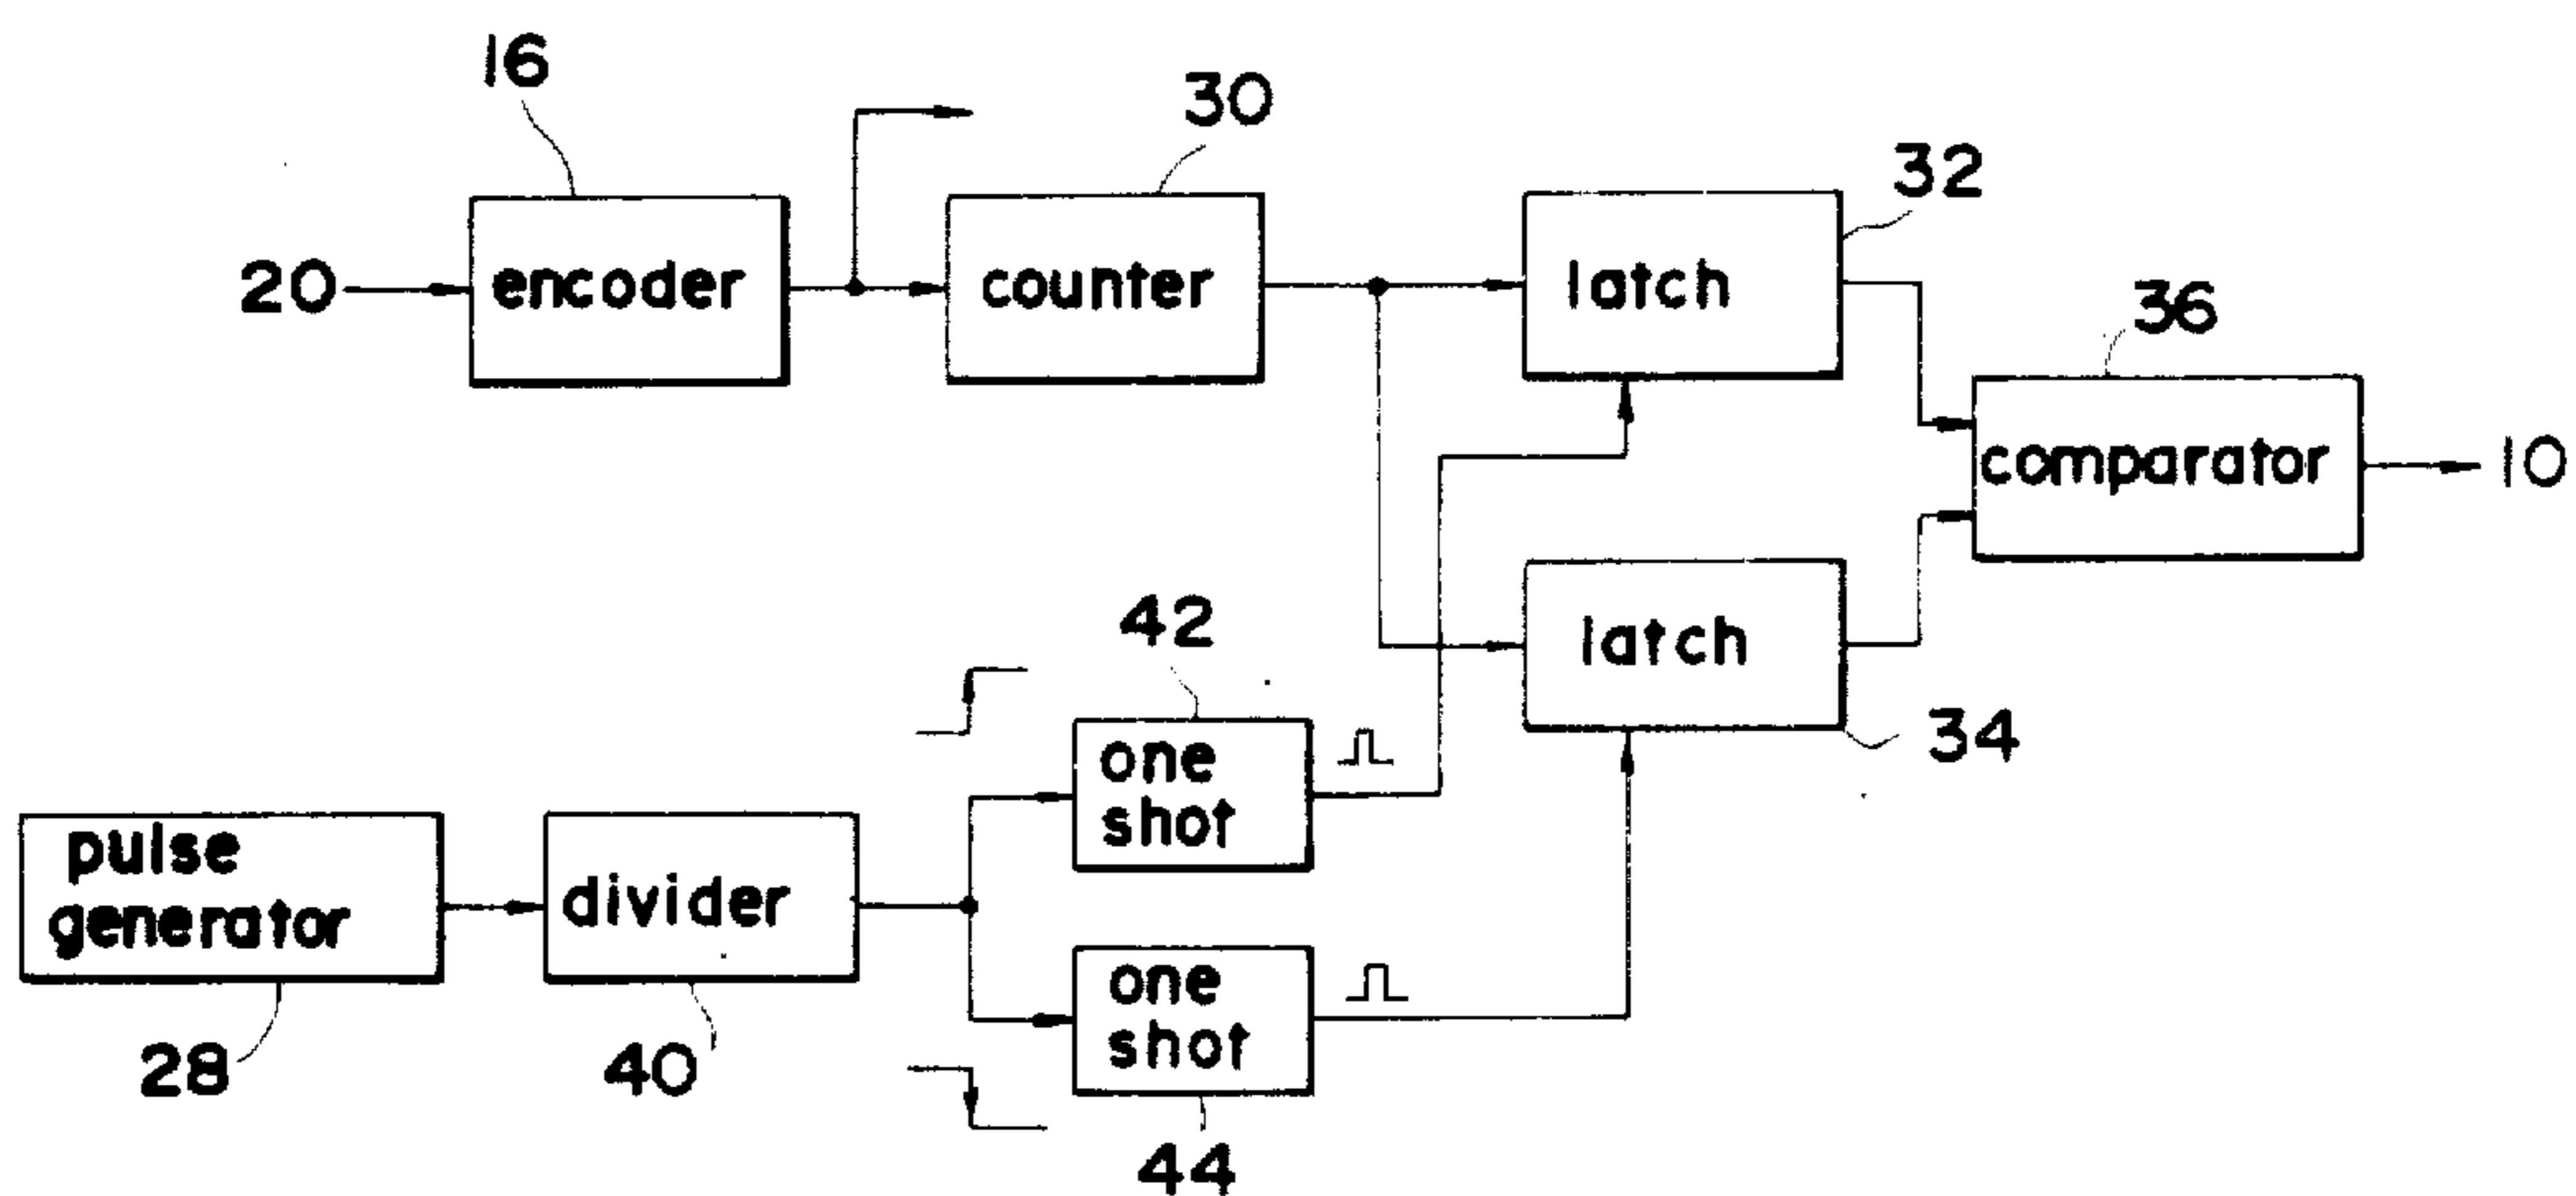 16
30
32
20
encoder
counter
latch
36
comparator
10
42
latch
34
one
shot
pulse
generator
divider
one
shot
28
40
44